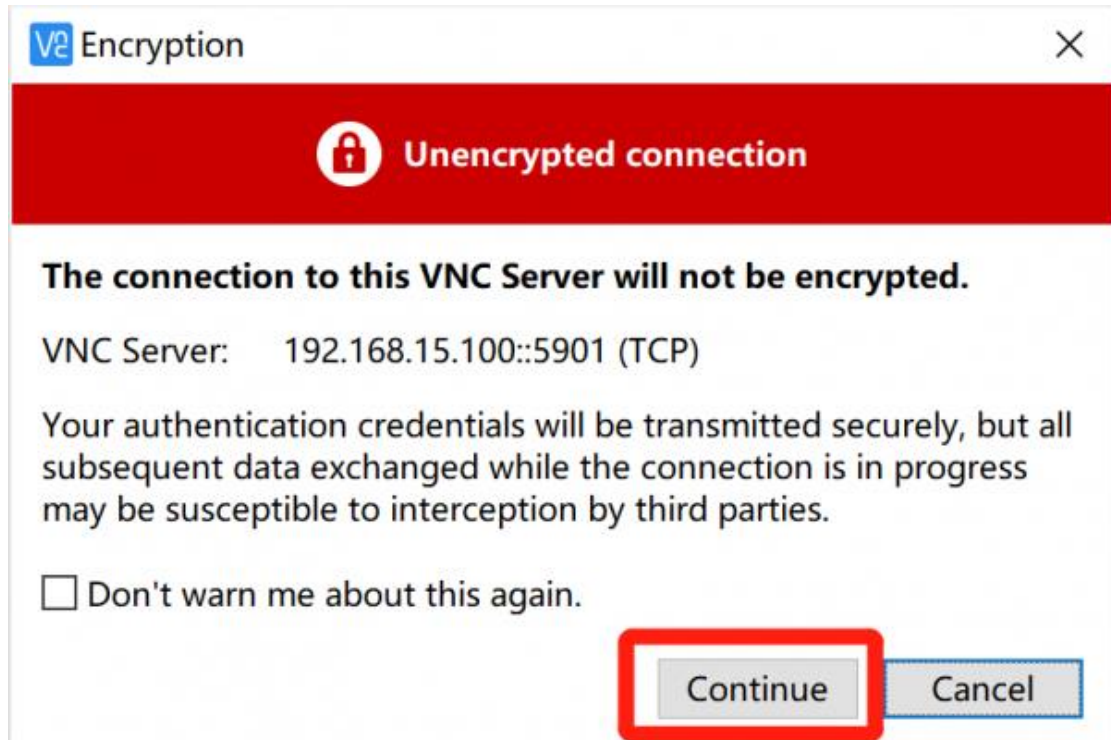 V2 Encryption
Unencrypted connection
The connection to this VNC Server will not be encrypted.
VNC Server: 192.168.15.100::5901 (TCP)
Your authentication credentials will be transmitted securely, but all
subsequent data exchanged while the connection is in progress
may be susceptible to interception by third parties.
Don't warn me about this again.
Continue Cancel